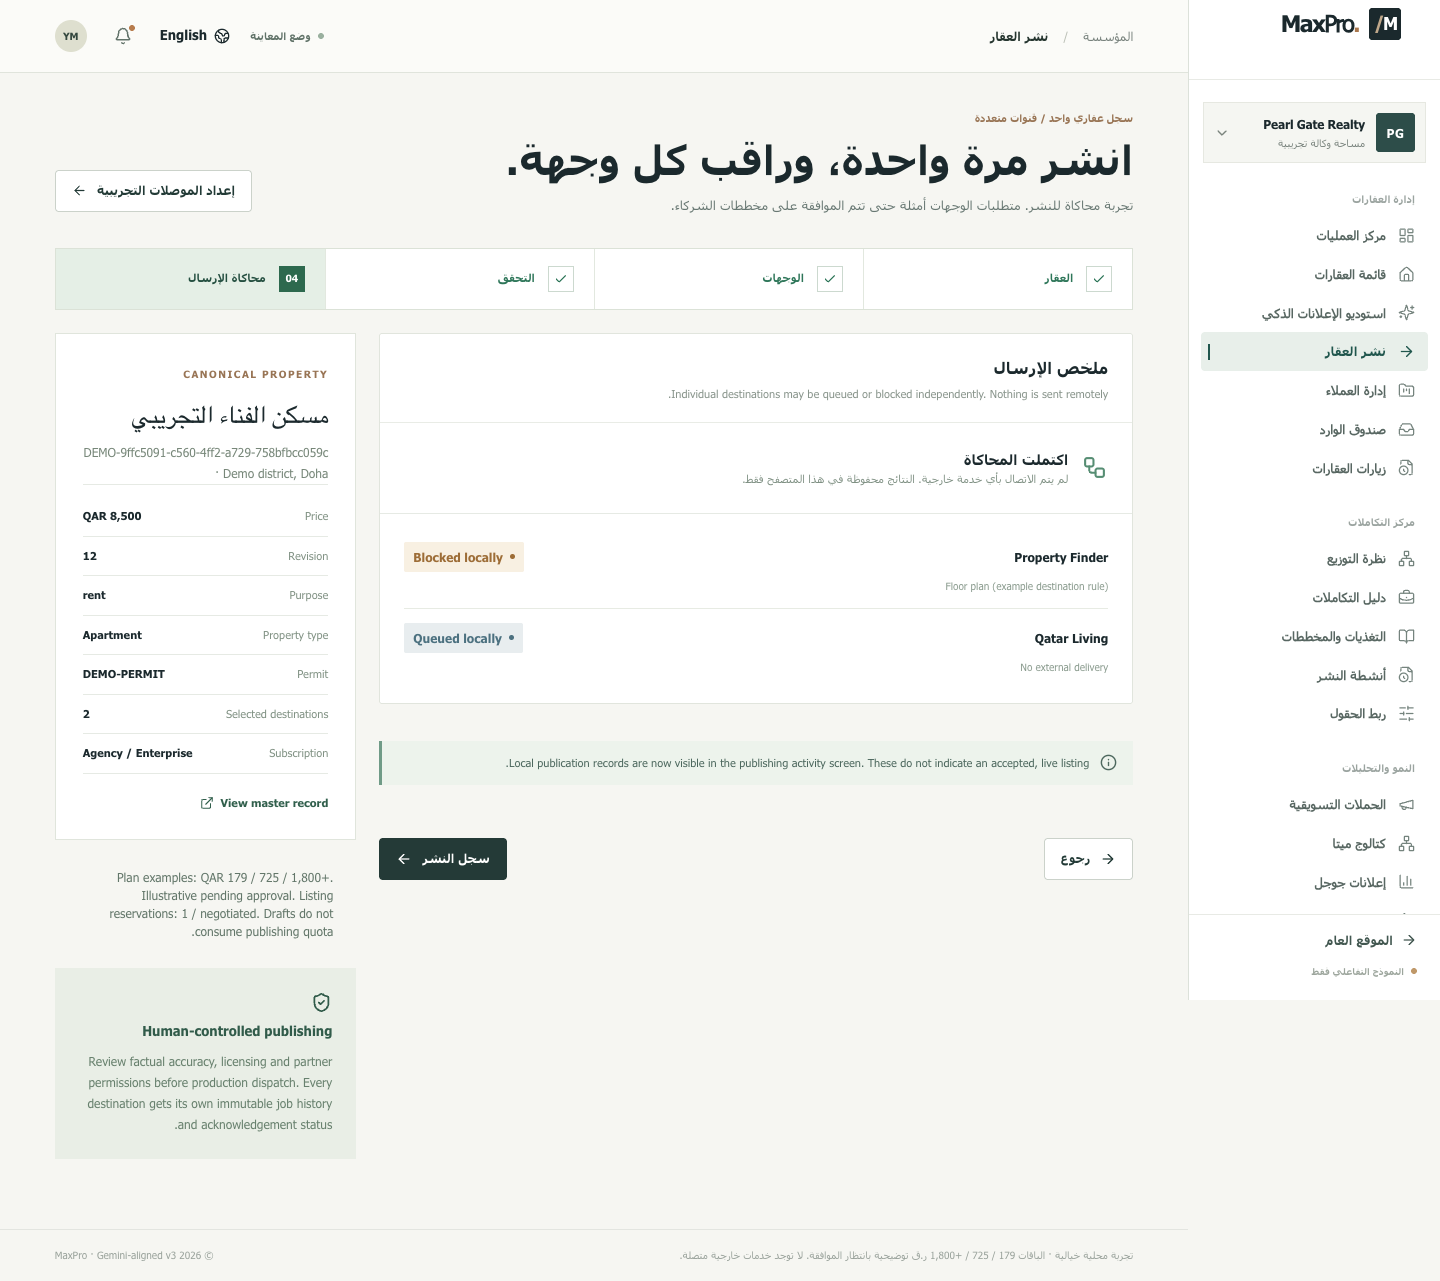 MaxPro.
/M
Pearl Gate Realty
مساحة وكالة تجريبية
PG
إدارة العقارات
مركز العمليات
قائمة العقارات
استوديو الإعلانات الذكي
نشر العقار
إدارة العملاء
صندوق الوارد
زيارات العقارات
مركز التكاملات
نظرة التوزيع
دليل التكاملات
التغذيات والمخططات
أنشطة النشر
ربط الحقول
النمو والتحليلات
الحملات التسويقية
كتالوج ميتا
إعلانات جوجل
الموقع العام
النموذج التفاعلي فقط
المؤسسة / نشر العقار
وضع المعاينة
English
YM
سجل عقاري واحد / قنوات متعددة
انشر مرة واحدة، وراقب كل وجهة.
تجربة محاكاة للنشر. متطلبات الوجهات أمثلة حتى تتم الموافقة على مخططات الشركاء.
إعداد الموصلات التجريبية
العقار
الوجهات
التحقق
04 محاكاة الإرسال
ملخص الإرسال
Individual destinations may be queued or blocked independently. Nothing is sent remotely.
اكتملت المحاكاة
لم يتم الاتصال بأي خدمة خارجية. النتائج محفوظة في هذا المتصفح فقط.
Property Finder
Blocked locally
Floor plan (example destination rule)
Qatar Living
Queued locally
No external delivery
Local publication records are now visible in the publishing activity screen. These do not indicate an accepted, live listing.
رجوع
سجل النشر
CANONICAL PROPERTY
مسكن الفناء التجريبي
DEMO-9ffc5091-c560-4ff2-a729-758bfbcc059c
· Demo district, Doha
Price QAR 8,500
Revision 12
Purpose rent
Property type Apartment
Permit DEMO-PERMIT
Selected destinations 2
Subscription Agency / Enterprise
View master record
Plan examples: QAR 179 / 725 / 1,800+.
Illustrative pending approval. Listing
reservations: 1 / negotiated. Drafts do not
consume publishing quota.
Human-controlled publishing
Review factual accuracy, licensing and partner
permissions before production dispatch. Every
destination gets its own immutable job history
and acknowledgement status.
تجربة محلية خيالية · الباقات 179 / 725 / 1,800+ ر.ق توضيحية بانتظار الموافقة. لا توجد خدمات خارجية متصلة.
© 2026 MaxPro · Gemini-aligned v3